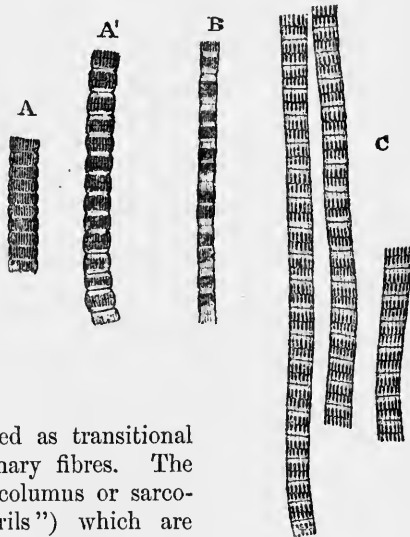 A
A'
B
C
ed as transitional
nary fibres. The
columus or sarco-
rils") which are